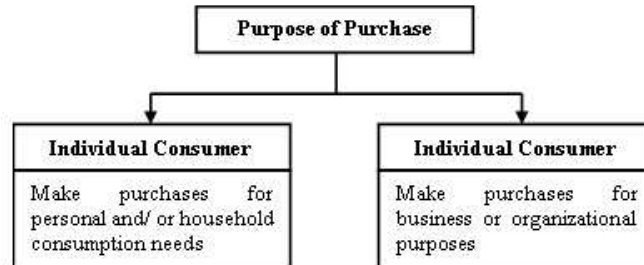 Purpose of Purchase
Individual Consumer
Make purchases for
personal and/ or household
consumption needs
Individual Consumer
Make purchases for
business or organizational
purposes